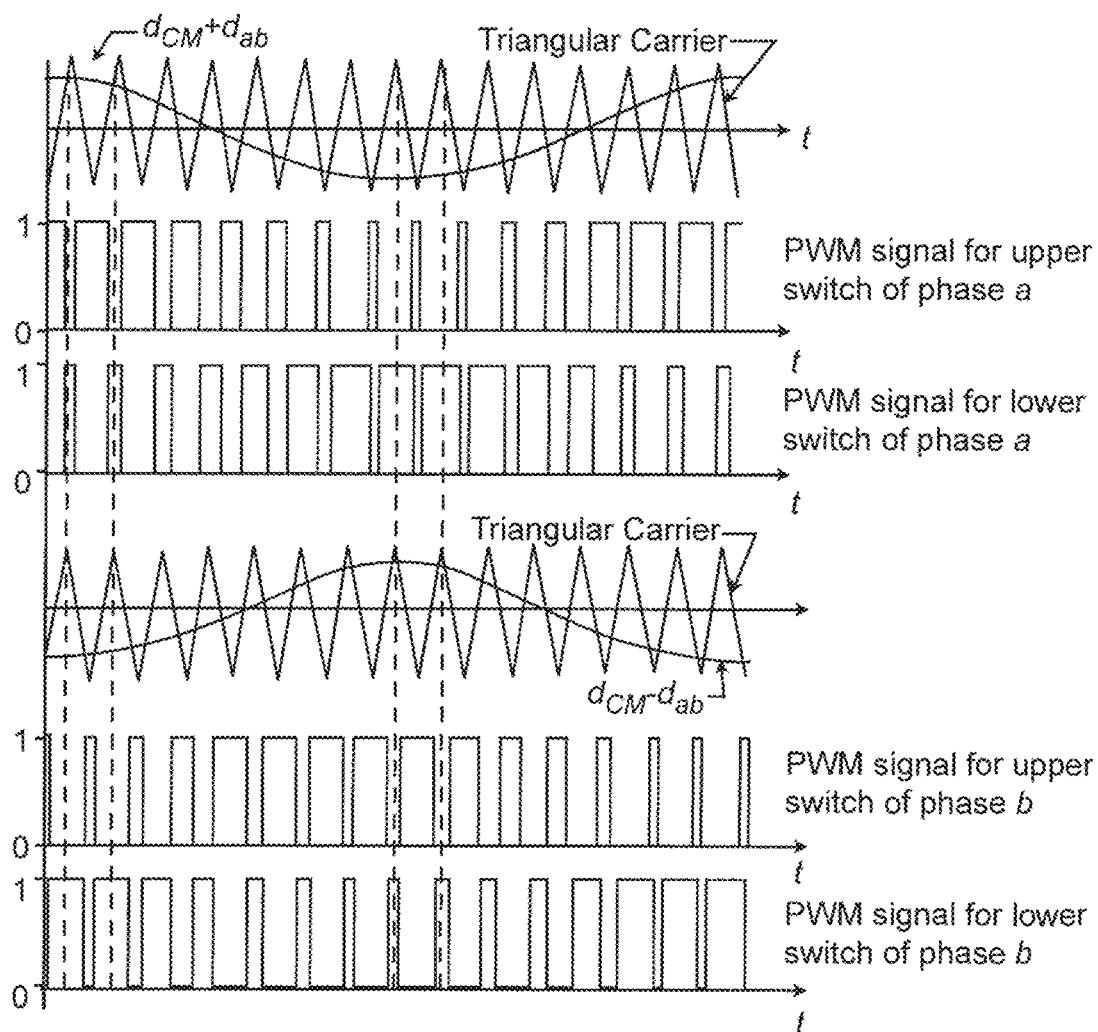 d_CM+d_ab
Triangular Carrier
t
1
PWM signal for upper
switch of phase a
0
t
1
PWM signal for lower
switch of phase a
0
t
Triangular Carrier
d_CM-d_ab
1
PWM signal for upper
switch of phase b
0
t
1
PWM signal for lower
switch of phase b
0
t